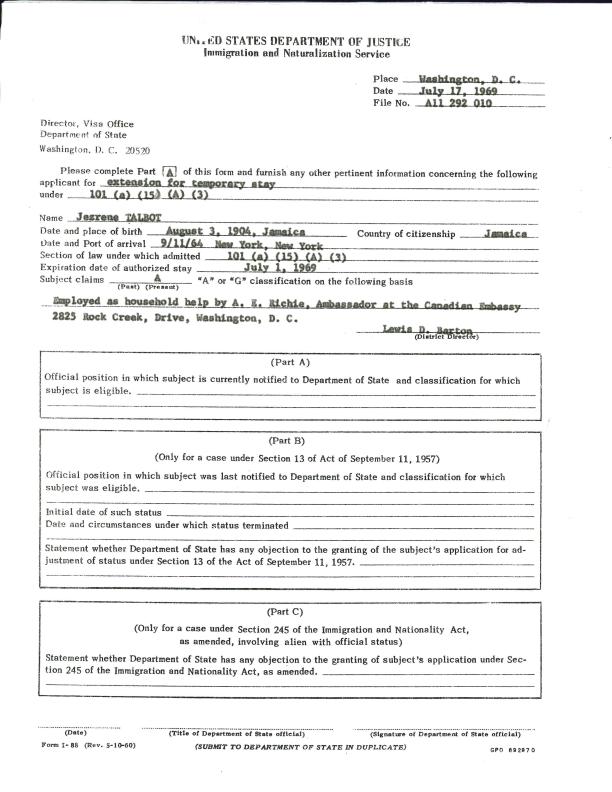 UNITED STATES DEPARTMENT OF JUSTICE
Immigration and Naturalization Service
Place Washington, D. C.
Date July 17, 1969
File No. A11 292 010
Director, Visa Office
Department of State
Washington, D. C. 20520
Please complete Part A of this form and furnish any other pertinent information concerning the following
applicant for extension for temporary stay
under 101 (a) (15) (A) (3)
Name Jezrene TALBOT
Date and place of birth August 3, 1904, Jamaica Country of citizenship Jamaica
Date and Port of arrival 9/11/64 New York, New York
Section of law under which admitted 101 (a) (15) (A) (3)
Expiration date of authorized stay July 1, 1969
Subject claims A "A" or "G" classification on the following basis
(Past) (Present)
Employed as household help by A. E. Richie, Ambassador at the Canadian Embassy
2825 Rock Creek, Drive, Washington, D. C.
Lewis D. Barton
(District Director)
(Part A)
Official position in which subject is currently notified to Department of State and classification for which
subject is eligible.
(Part B)
(Only for a case under Section 13 of Act of September 11, 1957)
Official position in which subject was last notified to Department of State and classification for which
subject was eligible.
Initial date of such status
Date and circumstances under which status terminated
Statement whether Department of State has any objection to the granting of the subject's application for ad-
justment of status under Section 13 of the Act of September 11, 1957.
(Part C)
(Only for a case under Section 245 of the Immigration and Nationality Act,
as amended, involving alien with official status)
Statement whether Department of State has any objection to the granting of subject's application under Sec-
tion 245 of the Immigration and Nationality Act, as amended.
(Date) (Title of Department of State official) (Signature of Department of State official)
Form I-88 (Rev. 5-10-60) (SUBMIT TO DEPARTMENT OF STATE IN DUPLICATE) GPO 892870